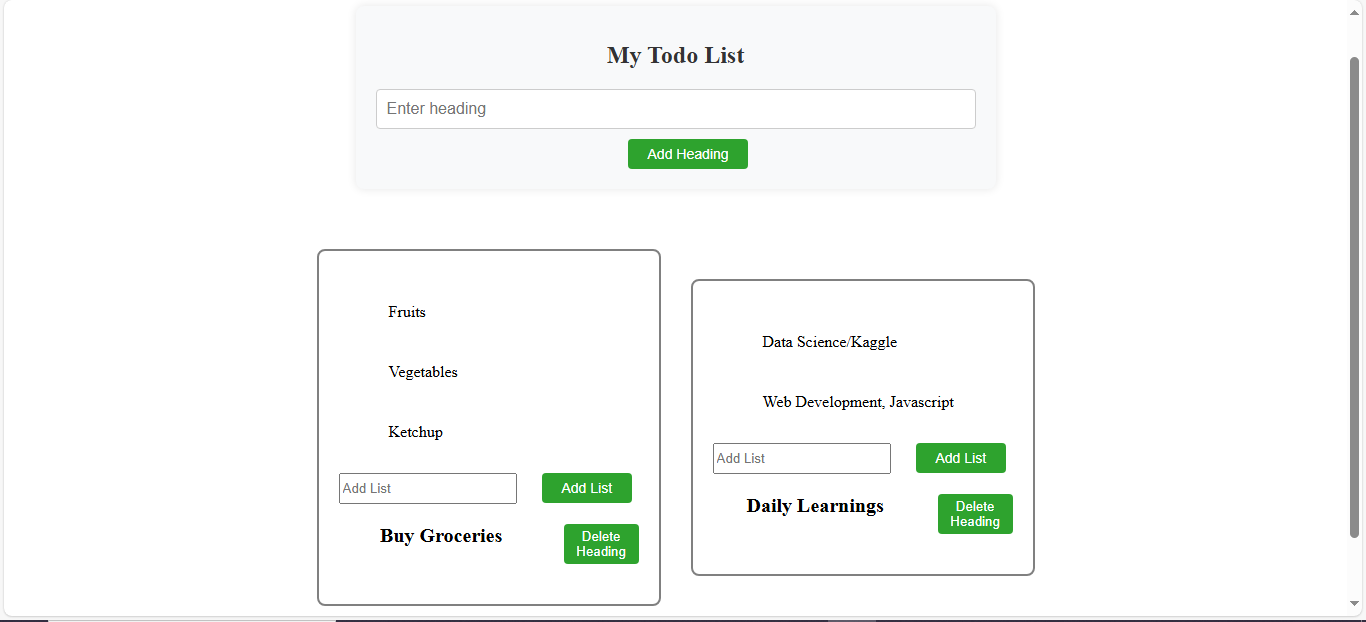 My Todo List
Enter heading
Add Heading
Fruits
Vegetables
Ketchup
Add List
Add List
Buy Groceries
Delete
Heading
Data Science/Kaggle
Web Development, Javascript
Add List
Add List
Daily Learnings
Delete
Heading